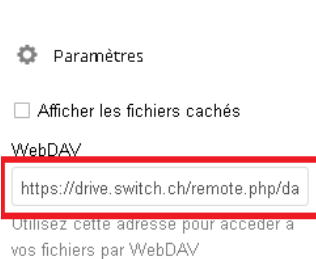 Paramètres
Afficher les fichiers cachés
WebDAV
https://drive.switch.ch/remote.php/da
Utilisez cette adresse pour accéder à
vos fichiers par WebDAV